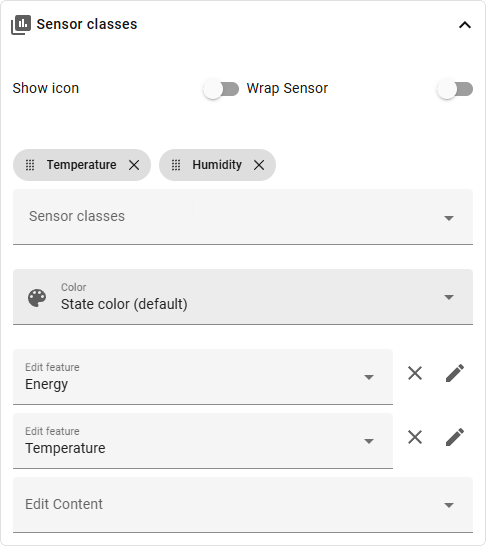 Sensor classes
Show icon Wrap Sensor
Temperature Humidity
Sensor classes
Color
State color (default)
Edit feature
Energy
Edit feature
Temperature
Edit Content